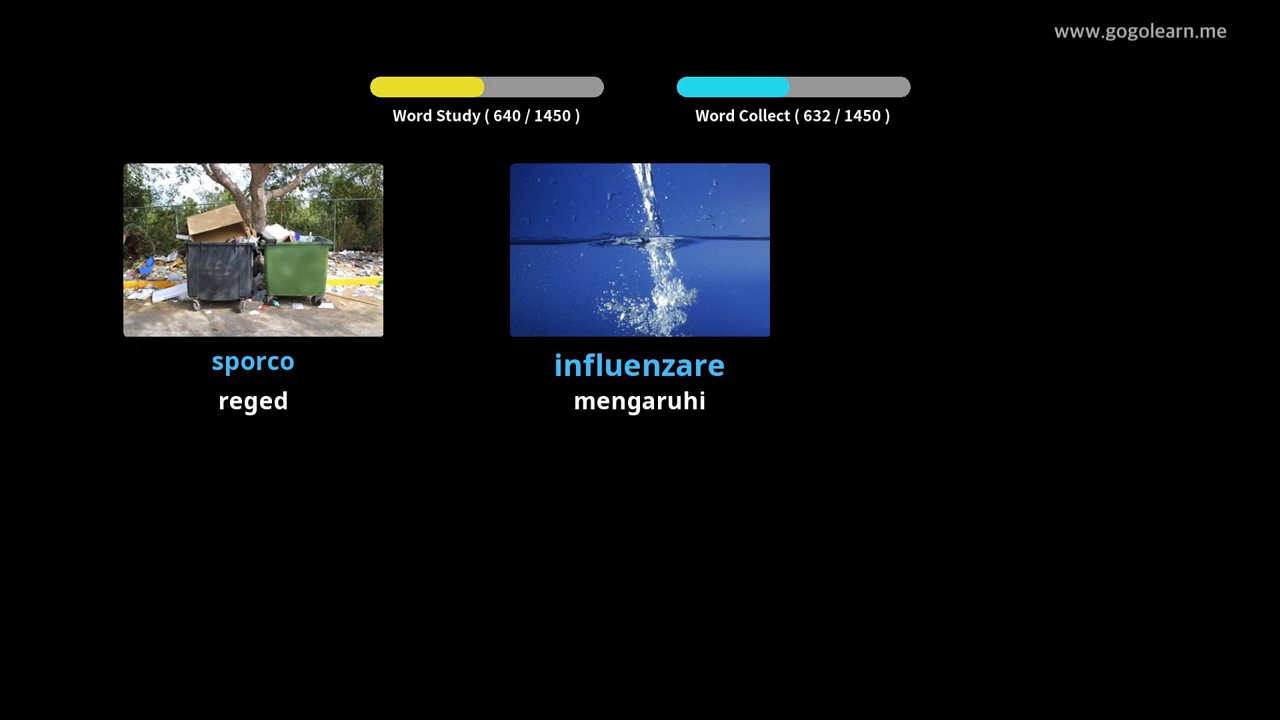 www.gogolearn.me
Word Study ( 640 / 1450 )
Word Collect ( 632 / 1450 )
sporco
reged
influenzare
mengaruhi